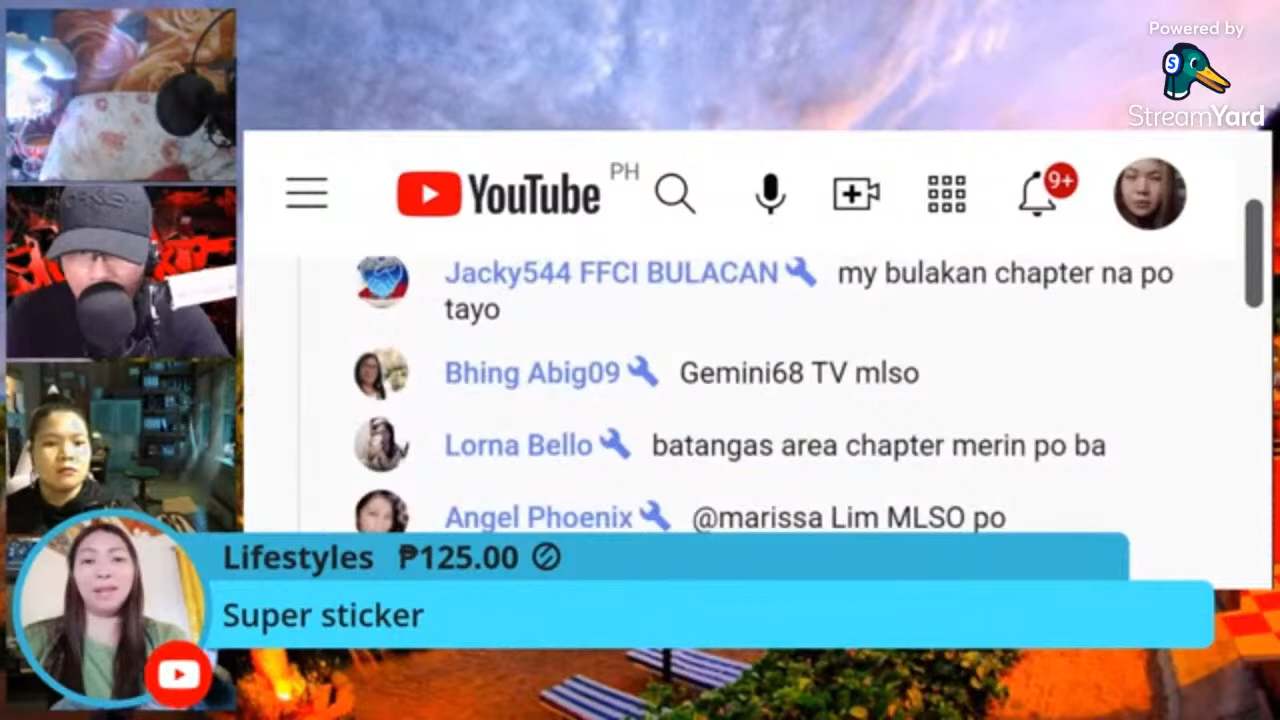 Powered by
StreamYard
YouTube PH
9+
Jacky544 FFCI BULACAN my bulakan chapter na po
tayo
Bhing Abig09 Gemini68 TV mlso
Lorna Bello batangas area chapter merin po ba
Angel Phoenix @marissa Lim MLSO po
Lifestyles ₱125.00
Super sticker